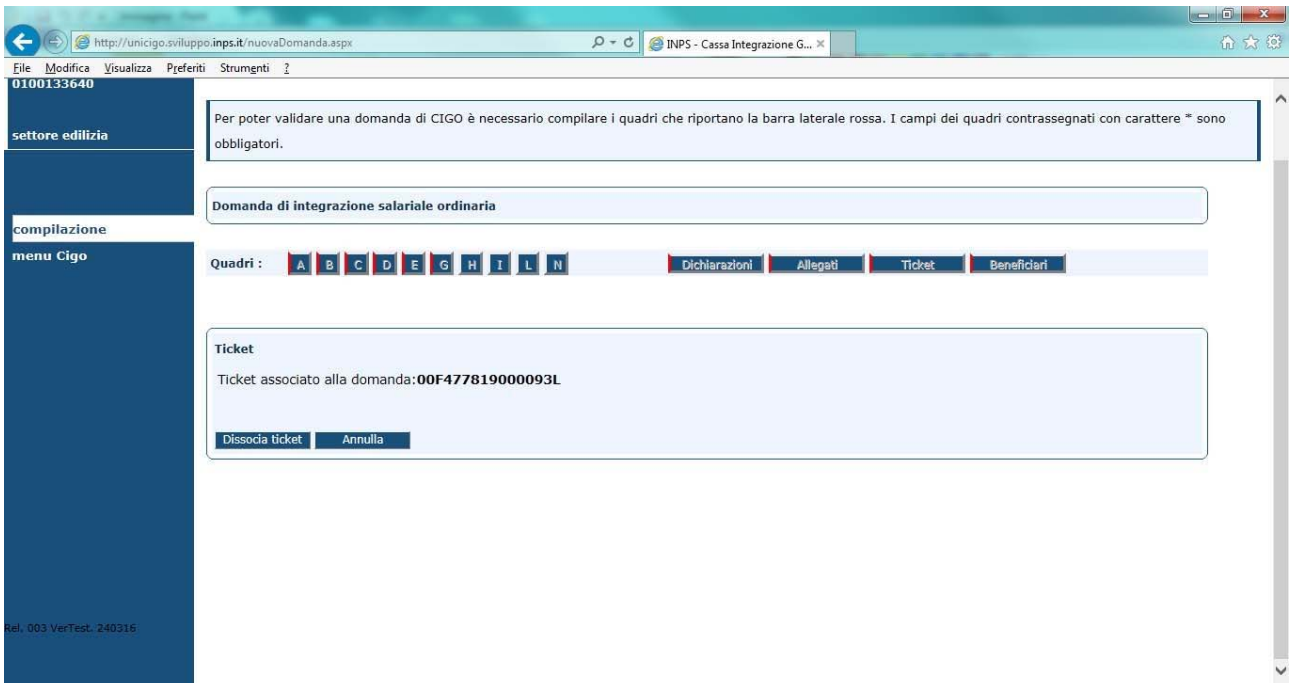 http://unicigo.sviluppo.inps.it/nuovaDomanda.aspx
INPS - Cassa Integrazione G...
File Modifica Visualizza Preferiti Strumenti ?
0100133640
settore edilizia
compilazione
menu Cigo
Per poter validare una domanda di CIGO è necessario compilare i quadri che riportano la barra laterale rossa. I campi dei quadri contrassegnati con carattere * sono
obbligatori.
Domanda di integrazione salariale ordinaria
Quadri : A B C D E G H I L N Dichiarazioni Allegati Ticket Beneficiari
Ticket
Ticket associato alla domanda:00F477819000093L
Dissocia ticket Annulla
Rel. 003 VerTest. 240316